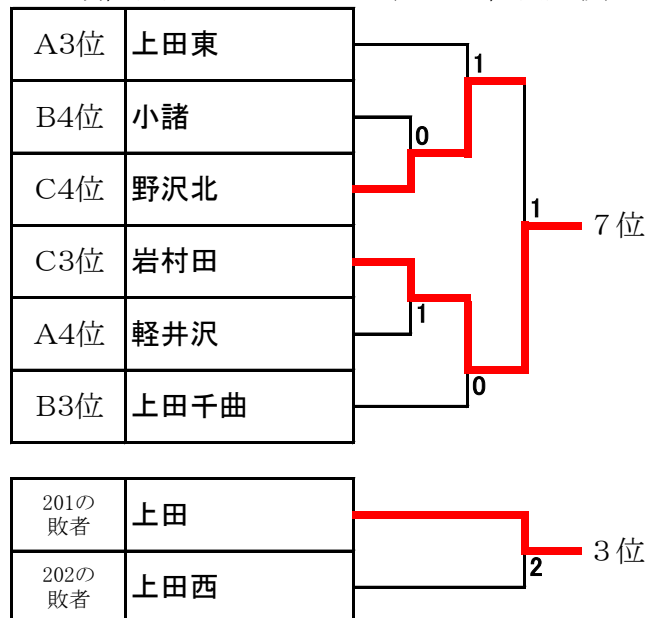 A3位 上田東
1
B4位 小諸
0
C4位 野沢北
1
7位
C3位 岩村田
1
A4位 軽井沢
0
B3位 上田千曲
201の
敗者 上田
3位
2
202の
敗者 上田西